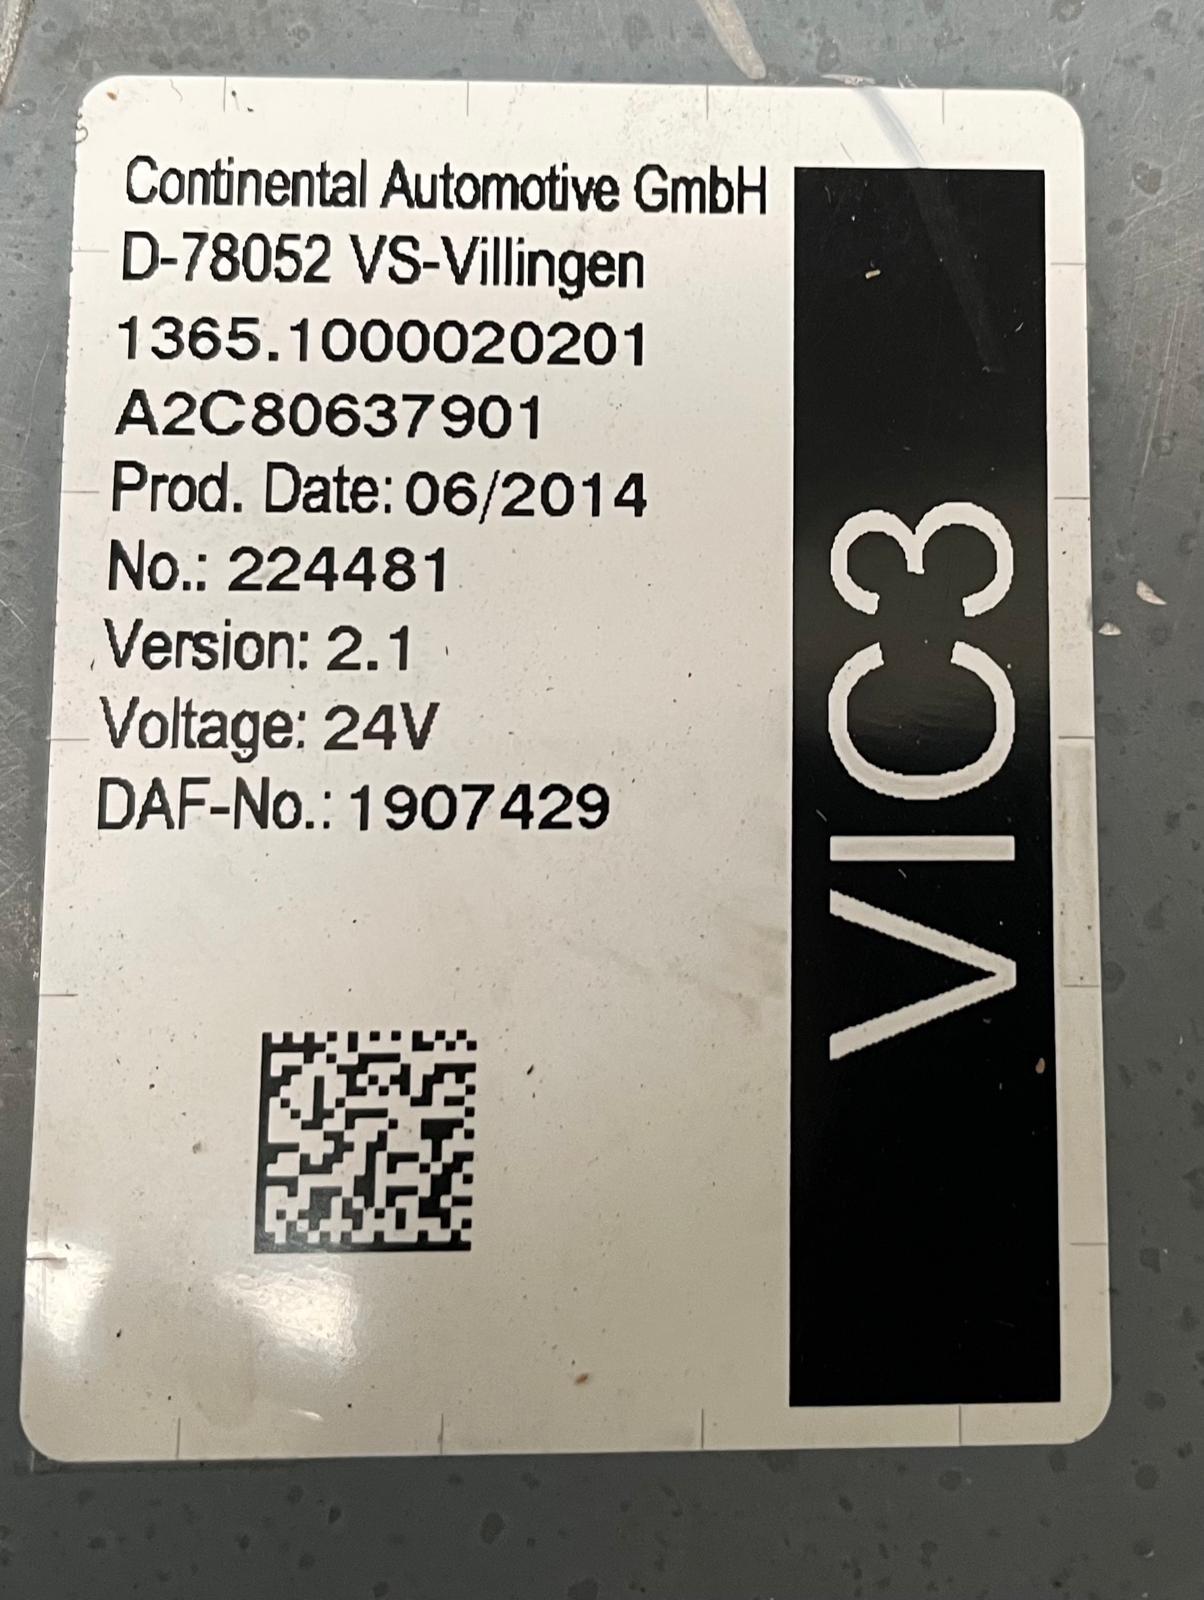 Continental Automotive GmbH
D-78052 VS-Villingen
1365.1000020201
A2C80637901
Prod. Date: 06/2014
No.: 224481
Version: 2.1
Voltage: 24V
DAF-No.: 1907429
VIC3